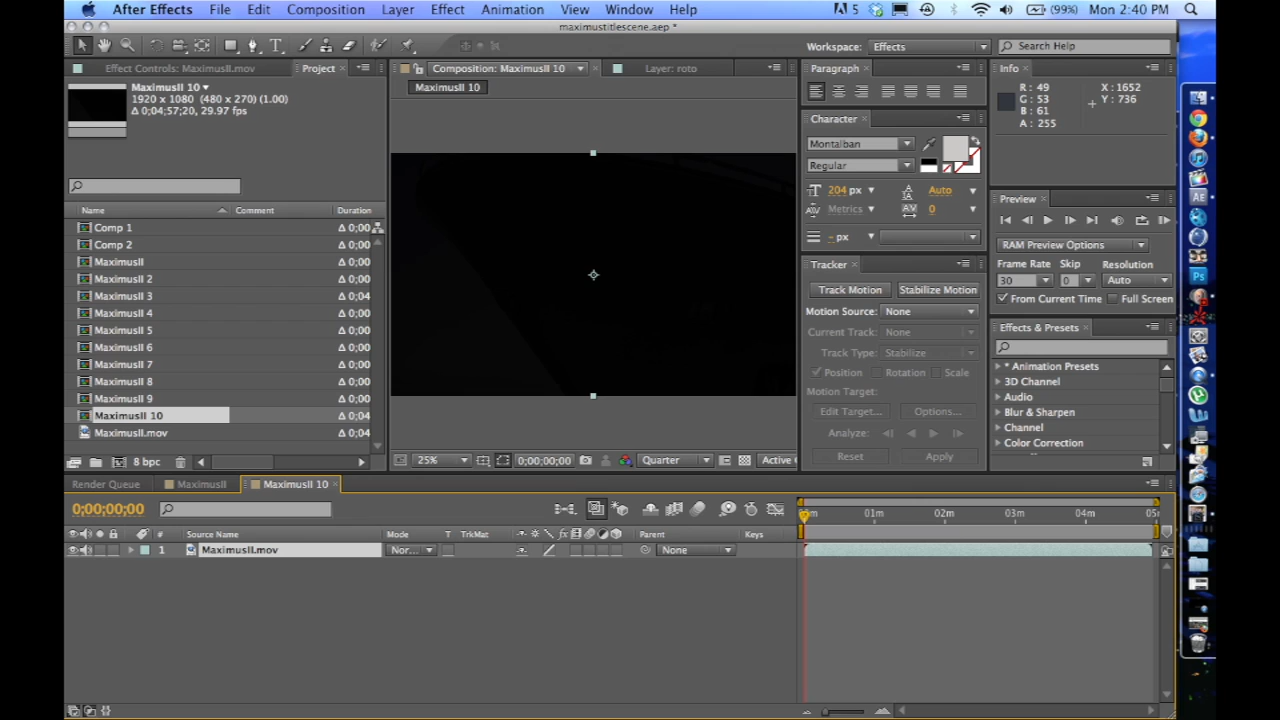 After Effects File Edit Composition Layer Effect Animation View Window Help 5 (99%) Mon 2:40 PM
maximustitlescene.aep *
Workspace: Effects Search Help
Effect Controls: MaximusII.mov Project
MaximusII 10
1920 x 1080 (480 x 270) (1.00)
Δ 0;04;57;20, 29.97 fps
Name Comment Duration
Comp 1 Δ 0;00
Comp 2 Δ 0;00
MaximusII Δ 0;00
MaximusII 2 Δ 0;00
MaximusII 3 Δ 0;04
MaximusII 4 Δ 0;00
MaximusII 5 Δ 0;00
MaximusII 6 Δ 0;00
MaximusII 7 Δ 0;00
MaximusII 8 Δ 0;00
MaximusII 9 Δ 0;00
MaximusII 10 Δ 0;04
MaximusII.mov Δ 0;04
8 bpc
Composition: MaximusII 10 Layer: roto
MaximusII 10
25% 0;00;00;00 Quarter Active
Paragraph
Character
Montalban
Regular
204 px Auto
Metrics 0
- px
Tracker
Track Motion Stabilize Motion
Motion Source: None
Current Track: None
Track Type: Stabilize
Position Rotation Scale
Motion Target:
Edit Target... Options...
Analyze:
Reset Apply
Info
R: 49 X: 1652
G: 53 Y: 736
B: 61
A: 255
Preview
RAM Preview Options
Frame Rate Skip Resolution
30 0 Auto
From Current Time Full Screen
Effects & Presets
* Animation Presets
3D Channel
Audio
Blur & Sharpen
Channel
Color Correction
Render Queue MaximusII MaximusII 10
0;00;00;00
01m 02m 03m 04m
# Source Name Mode T TrkMat fx Parent Keys
1 MaximusII.mov Nor... None
Ae
Ps